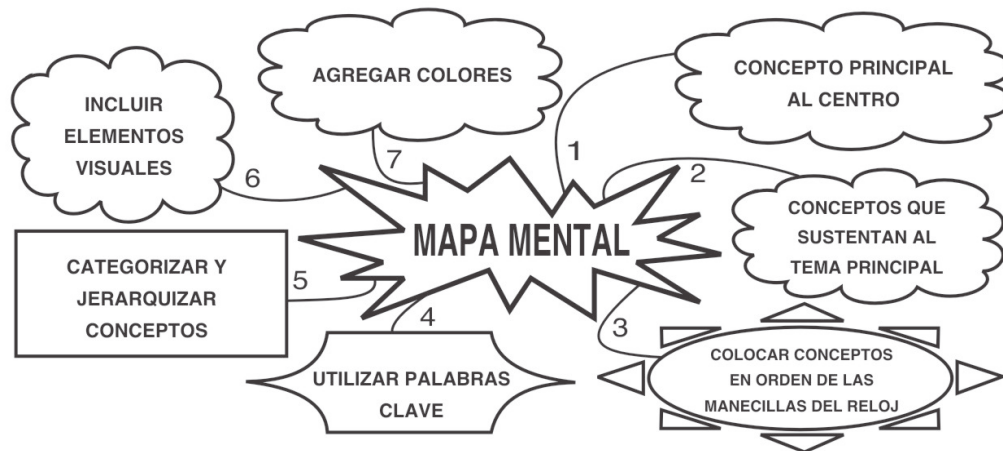 MAPA MENTAL
1
CONCEPTO PRINCIPAL
AL CENTRO
2
CONCEPTOS QUE
SUSTENTAN AL
TEMA PRINCIPAL
3
COLOCAR CONCEPTOS
EN ORDEN DE LAS
MANECILLAS DEL RELOJ
4
UTILIZAR PALABRAS
CLAVE
5
CATEGORIZAR Y
JERARQUIZAR
CONCEPTOS
6
INCLUIR
ELEMENTOS
VISUALES
7
AGREGAR COLORES